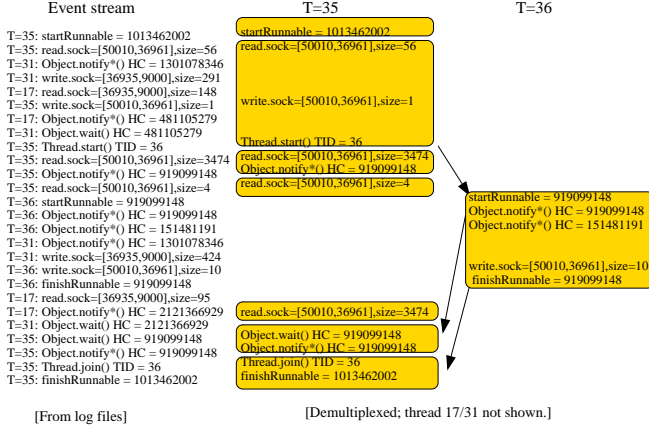 Event stream
T=35: startRunnable = 1013462002
T=35: read.sock=[50010,36961],size=56
T=31: Object.notify*() HC = 1301078346
T=31: write.sock=[36935,9000],size=291
T=17: read.sock=[36935,9000],size=148
T=35: write.sock=[50010,36961],size=1
T=17: Object.notify*() HC = 481105279
T=31: Object.wait() HC = 481105279
T=35: Thread.start() TID = 36
T=35: read.sock=[50010,36961],size=3474
T=35: Object.notify*() HC = 919099148
T=35: read.sock=[50010,36961],size=4
T=36: startRunnable = 919099148
T=36: Object.notify*() HC = 919099148
T=36: Object.notify*() HC = 151481191
T=31: Object.notify*() HC = 1301078346
T=31: write.sock=[36935,9000],size=424
T=36: write.sock=[50010,36961],size=10
T=36: finishRunnable = 919099148
T=17: read.sock=[36935,9000],size=95
T=17: Object.notify*() HC = 2121366929
T=31: Object.wait() HC = 2121366929
T=35: Object.wait() HC = 919099148
T=35: Object.notify*() HC = 919099148
T=35: Thread.join() TID = 36
T=35: finishRunnable = 1013462002
[From log files]
T=35
startRunnable = 1013462002
read.sock=[50010,36961],size=56
write.sock=[50010,36961],size=1
Thread.start() TID = 36
read.sock=[50010,36961],size=3474
Object.notify*() HC = 919099148
read.sock=[50010,36961],size=4
read.sock=[50010,36961],size=3474
Object.wait() HC = 919099148
Object.notify*() HC = 919099148
Thread.join() TID = 36
finishRunnable = 1013462002
T=36
startRunnable = 919099148
Object.notify*() HC = 919099148
Object.notify*() HC = 151481191
write.sock=[50010,36961],size=10
finishRunnable = 919099148
[Demultiplexed; thread 17/31 not shown.]